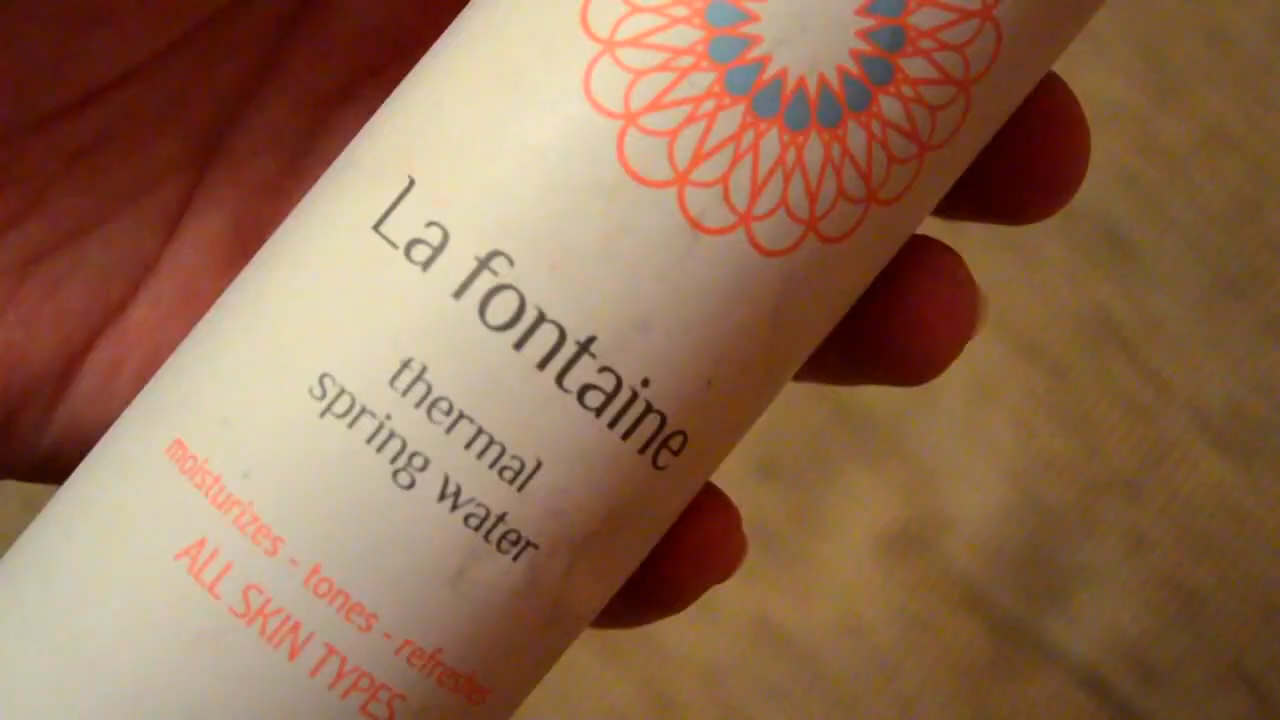 La fontaine
thermal
spring water
moisturizes - tones - refreshes
ALL SKIN TYPES